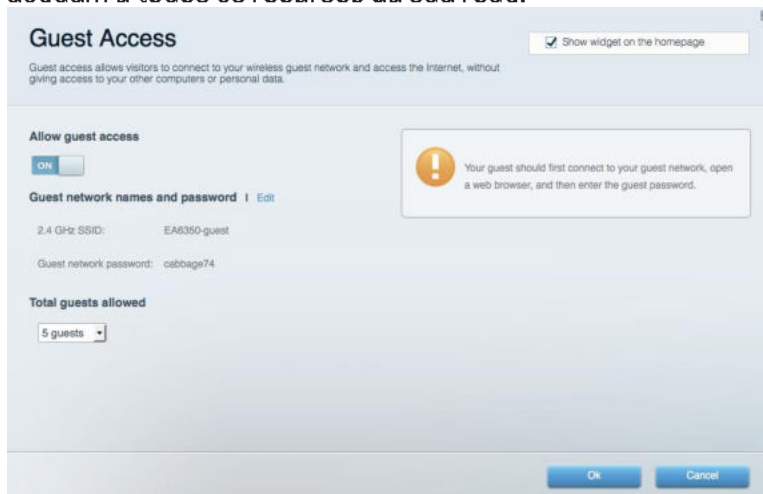 Guest Access
Show widget on the homepage
Guest access allows visitors to connect to your wireless guest network and access the Internet, without
giving access to your other computers or personal data.
Allow guest access
ON
Your guest should first connect to your guest network, open
a web browser, and then enter the guest password.
Guest network names and password | Edit
2.4 GHz SSID: EA6350-guest
Guest network password: cabbage74
Total guests allowed
5 guests
Ok Cancel